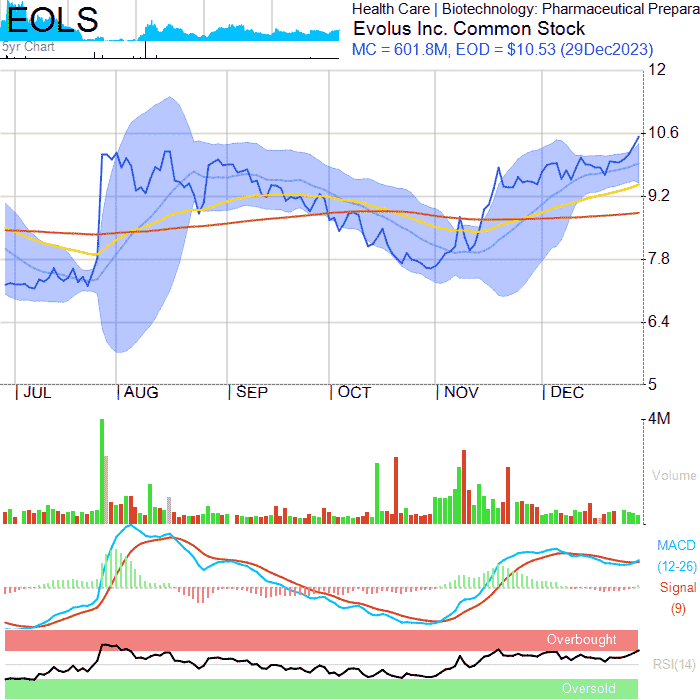 EOLS
5yr Chart
Health Care | Biotechnology: Pharmaceutical Prepara
Evolus Inc. Common Stock
MC = 601.8M, EOD = $10.53 (29Dec2023)
12
10.6
9.2
7.8
6.4
5
JUL AUG SEP OCT NOV DEC
4M
Volume
MACD
(12-26)
Signal
(9)
Overbought
RSI(14)
Oversold